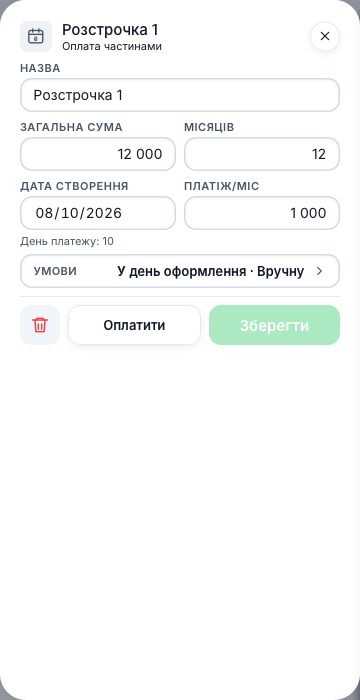 Розстрочка 1
Оплата частинами
НАЗВА
Розстрочка 1
ЗАГАЛЬНА СУМА МІСЯЦІВ
12 000 12
ДАТА СТВОРЕННЯ ПЛАТІЖ/МІС
08/10/2026 1 000
День платежу: 10
УМОВИ У день оформлення · Вручну
Оплатити Зберегти